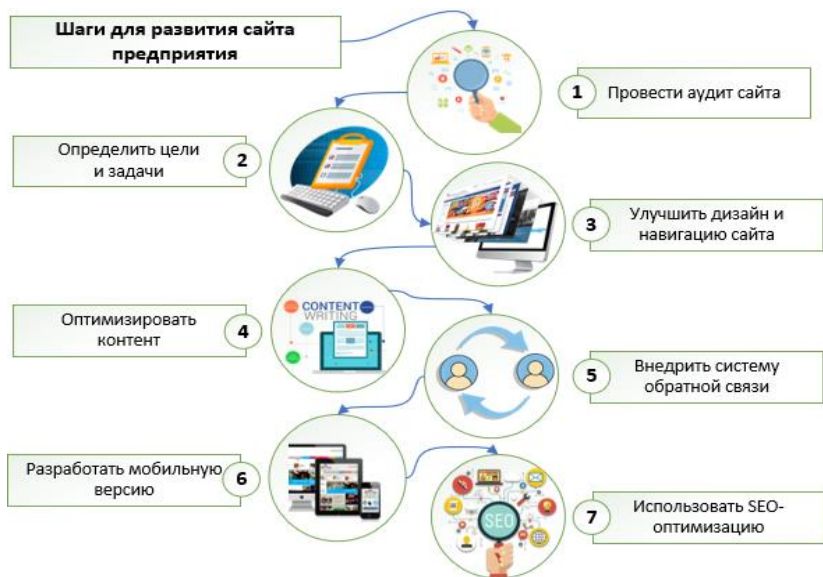 Шаги для развития сайта
предприятия
1
Провести аудит сайта
Определить цели
и задачи
2
3
Улучшить дизайн и
навигацию сайта
Оптимизировать
контент
4
CONTENT
WRITING
5
Внедрить систему
обратной связи
Разработать мобильную
версию
6
SEO
7
Использовать SEO-
оптимизацию